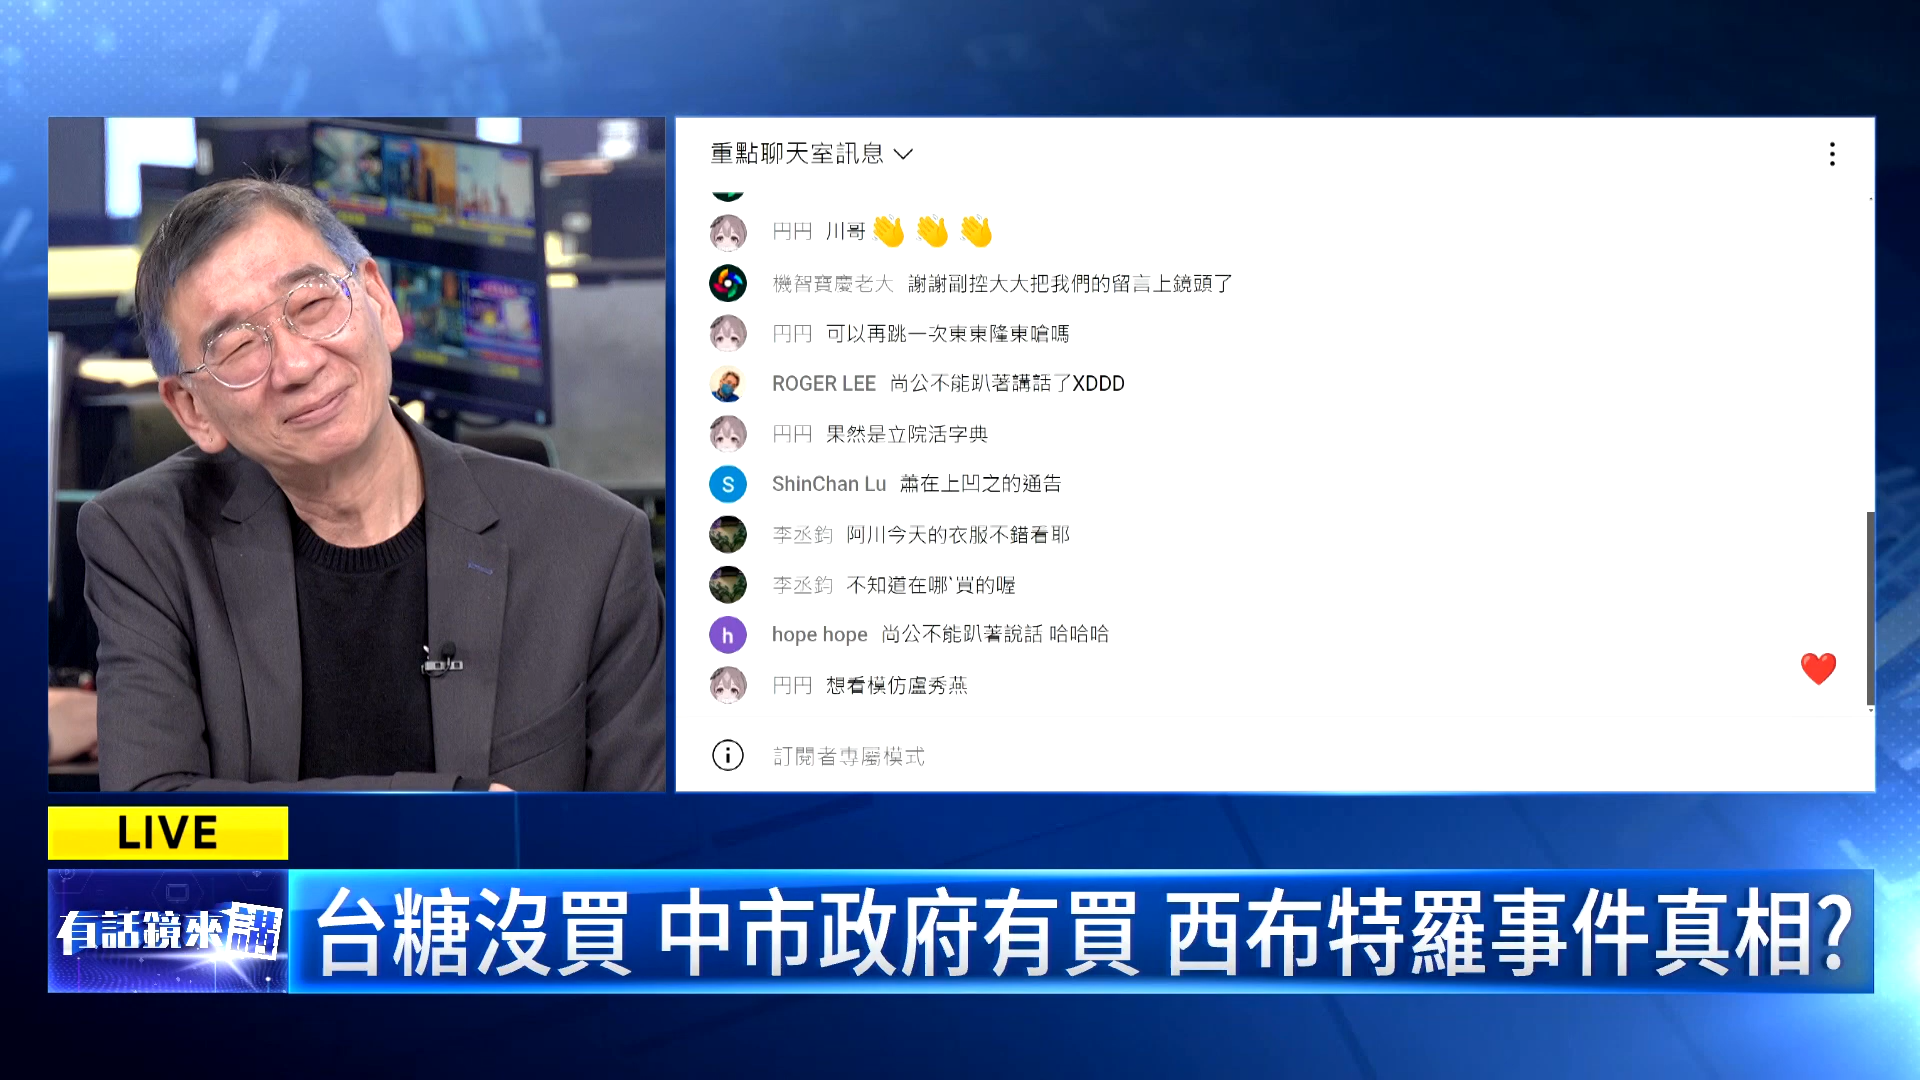 重點聊天室訊息
円円 川哥👋👋👋
機智寶慶老大 謝謝副控大大把我們的留言上鏡頭了
円円 可以再跳一次東東隆東嗆嗎
ROGER LEE 尚公不能趴著講話了XDDD
円円 果然是立院活字典
S ShinChan Lu 蕭在上凹之的通告
李丞鈞 阿川今天的衣服不錯看耶
李丞鈞 不知道在哪ˋ買的喔
h hope hope 尚公不能趴著說話 哈哈哈
円円 想看模仿盧秀燕
訂閱者專屬模式
LIVE
有話鏡來講
台糖沒買 中市政府有買 西布特羅事件真相?